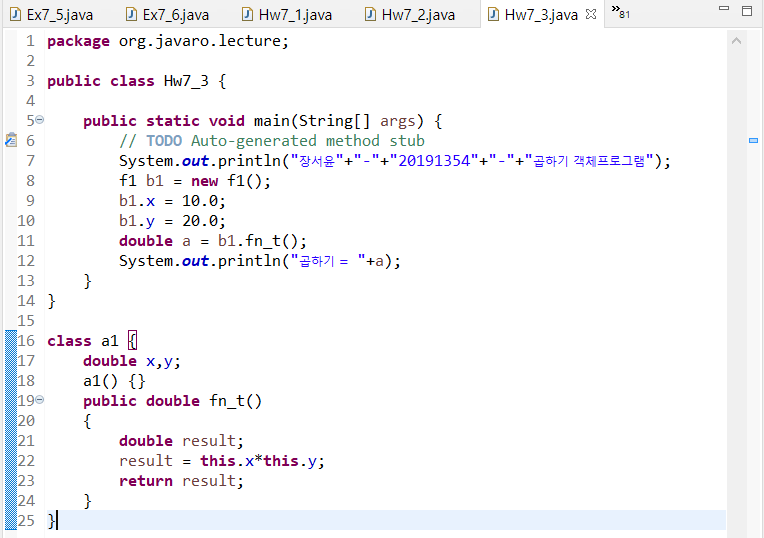 Ex7_5.java Ex7_6.java Hw7_1.java Hw7_2.java Hw7_3.java »81
1 package org.javaro.lecture;
2
3 public class Hw7_3 {
4
5 public static void main(String[] args) {
6 // TODO Auto-generated method stub
7 System.out.println("장서윤"+"-"+"20191354"+"-"+"곱하기 객체프로그램");
8 f1 b1 = new f1();
9 b1.x = 10.0;
10 b1.y = 20.0;
11 double a = b1.fn_t();
12 System.out.println("곱하기 = "+a);
13 }
14 }
15
16 class a1 {
17 double x,y;
18 a1() {}
19 public double fn_t()
20 {
21 double result;
22 result = this.x*this.y;
23 return result;
24 }
25 }